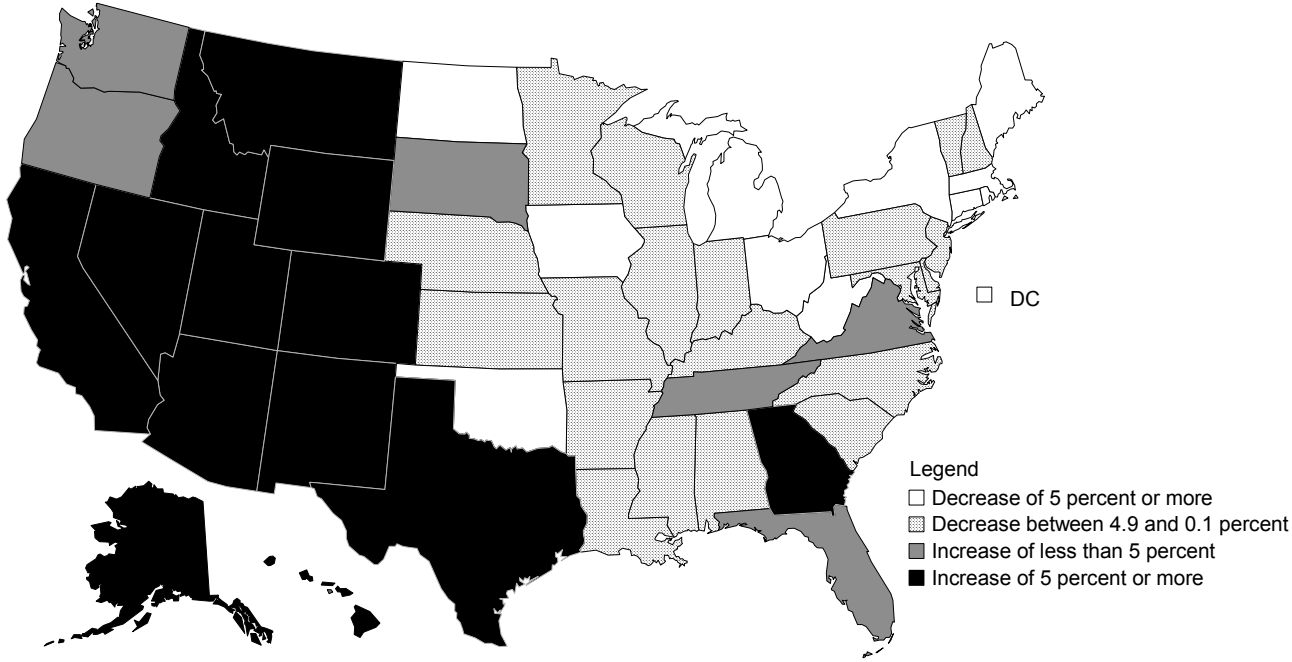 DC
Legend
Decrease of 5 percent or more
Decrease between 4.9 and 0.1 percent
Increase of less than 5 percent
Increase of 5 percent or more